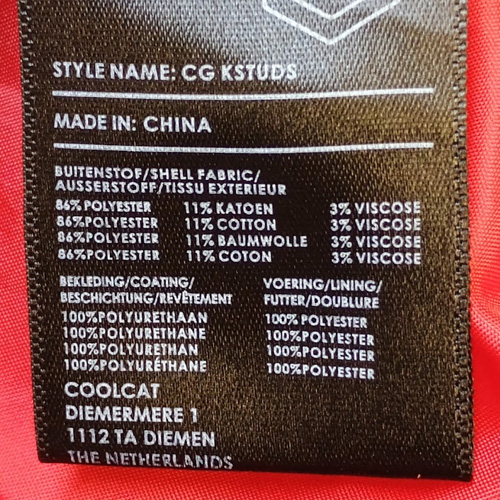 STYLE NAME: CG KSTUDS
MADE IN: CHINA
BUITENSTOF/SHELL FABRIC/
AUSSERSTOFF/TISSU EXTERIEUR
86% POLYESTER 11% KATOEN 3% VISCOSE
86%POLYESTER 11% COTTON 3% VISCOSE
86%POLYESTER 11% BAUMWOLLE 3% VISCOSE
86%POLYESTER 11% COTON 3% VISCOSE
BEKLEDING/COATING/
BESCHICHTUNG/REVÊTEMENT
100%POLYURETHAAN
100%POLYURETHANE
100%POLYURETHAN
100%POLYURÉTHANE
VOERING/LINING/
FUTTER/DOUBLURE
100% POLYESTER
100%POLYESTER
100%POLYESTER
100%POLYESTER
COOLCAT
DIEMERMERE 1
1112 TA DIEMEN
THE NETHERLANDS